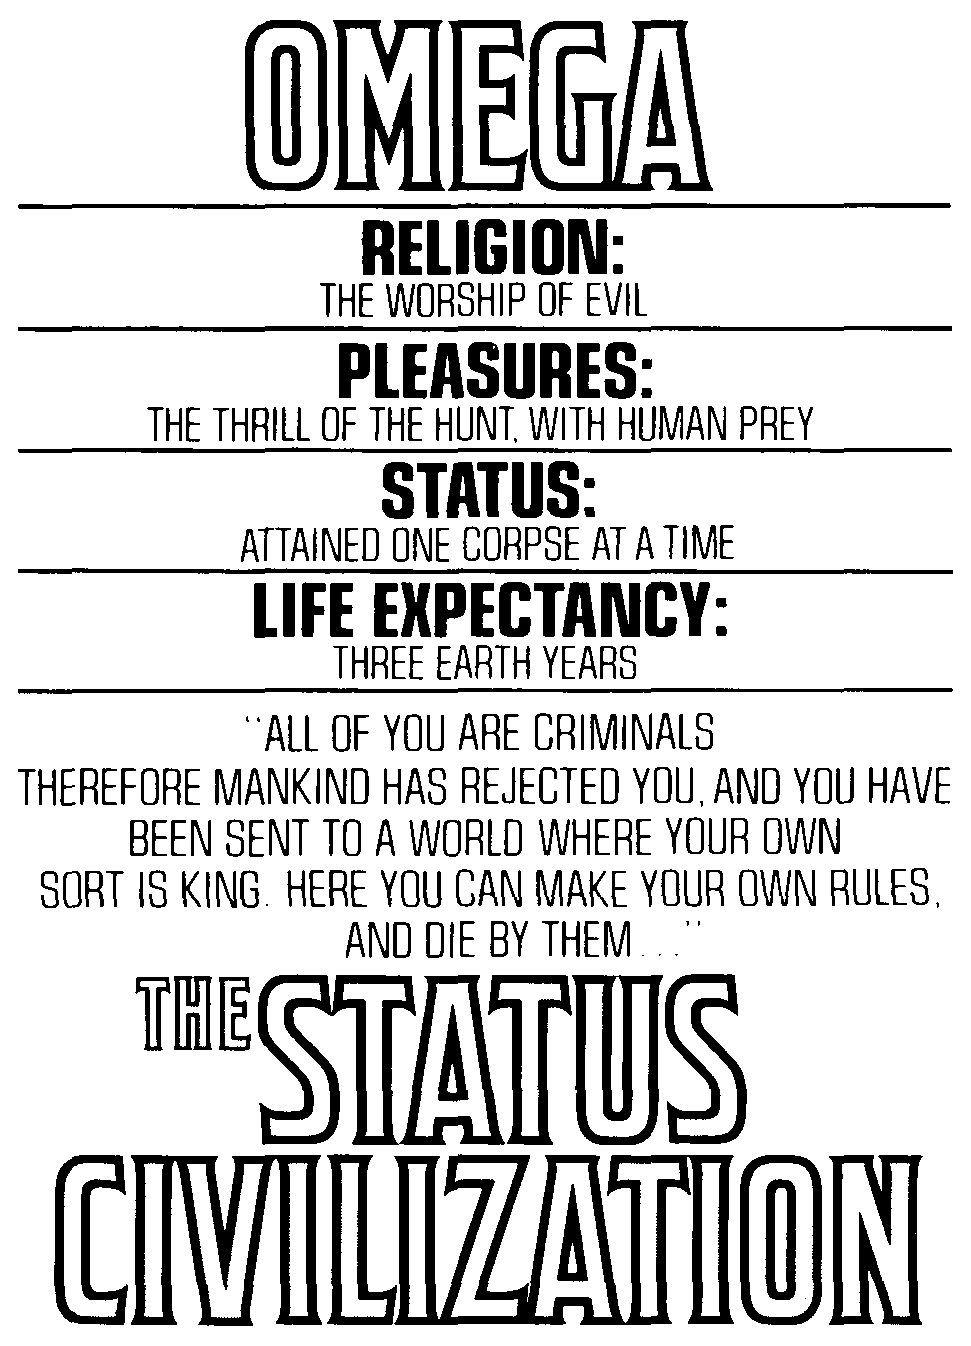 OMEGA
RELIGION:
THE WORSHIP OF EVIL
PLEASURES:
THE THRILL OF THE HUNT, WITH HUMAN PREY
STATUS:
ATTAINED ONE CORPSE AT A TIME
LIFE EXPECTANCY:
THREE EARTH YEARS
"ALL OF YOU ARE CRIMINALS
THEREFORE MANKIND HAS REJECTED YOU, AND YOU HAVE
BEEN SENT TO A WORLD WHERE YOUR OWN
SORT IS KING. HERE YOU CAN MAKE YOUR OWN RULES,
AND DIE BY THEM . . ."
THE STATUS
CIVILIZATION